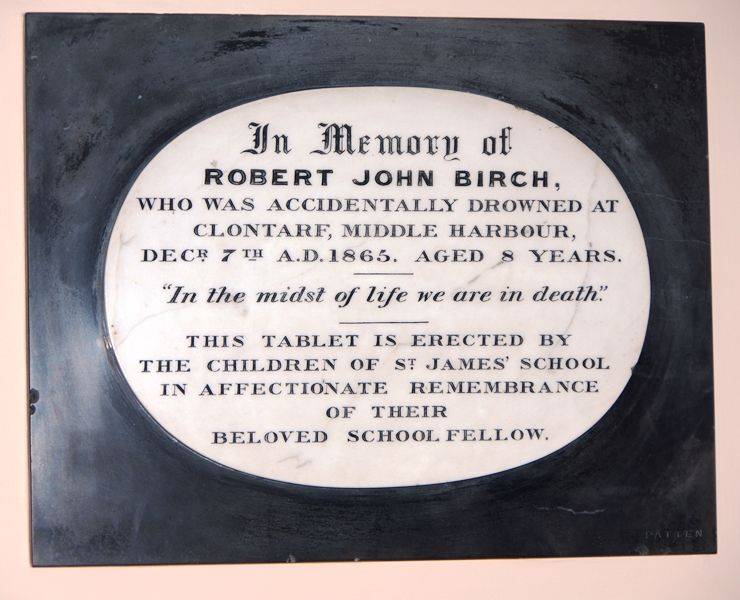 In Memory of
ROBERT JOHN BIRCH,
WHO WAS ACCIDENTALLY DROWNED AT
CLONTARF, MIDDLE HARBOUR,
DECR 7TH A.D. 1865. AGED 8 YEARS.
"In the midst of life we are in death."
THIS TABLET IS ERECTED BY
THE CHILDREN OF ST JAMES' SCHOOL
IN AFFECTIONATE REMEMBRANCE
OF THEIR
BELOVED SCHOOL FELLOW.
PATTEN